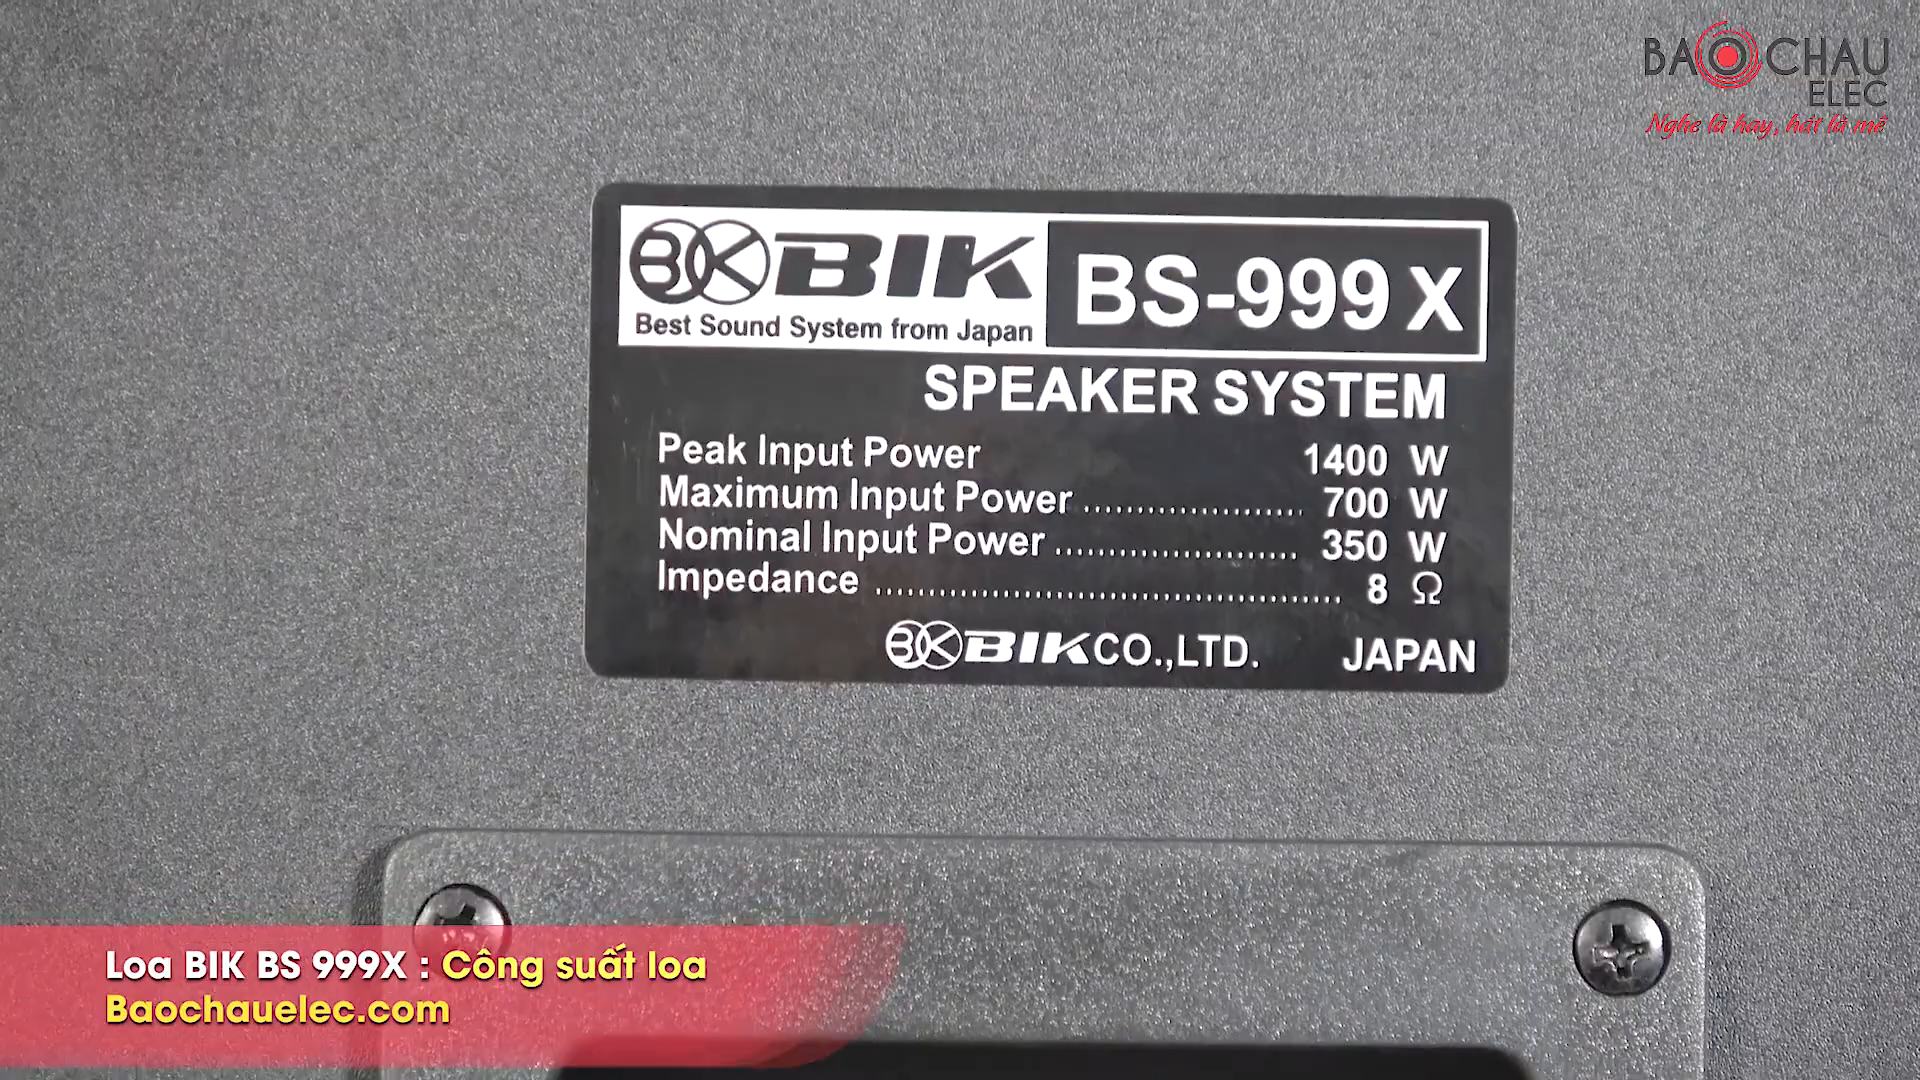 BAO CHAU
ELEC
Nghe là hay, hát là mê
BIK
Best Sound System from Japan
BS-999 X
SPEAKER SYSTEM
Peak Input Power 1400 W
Maximum Input Power ..................... 700 W
Nominal Input Power ....................... 350 W
Impedance ............................................ 8 Ω
BIK CO.,LTD. JAPAN
Loa BIK BS 999X : Công suất loa
Baochauelec.com